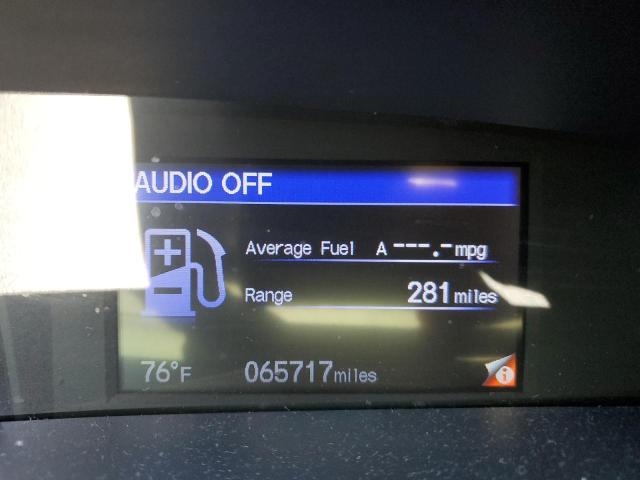 AUDIO OFF
Average Fuel A ---.- mpg
Range 281 miles
76°F 065717 miles
i